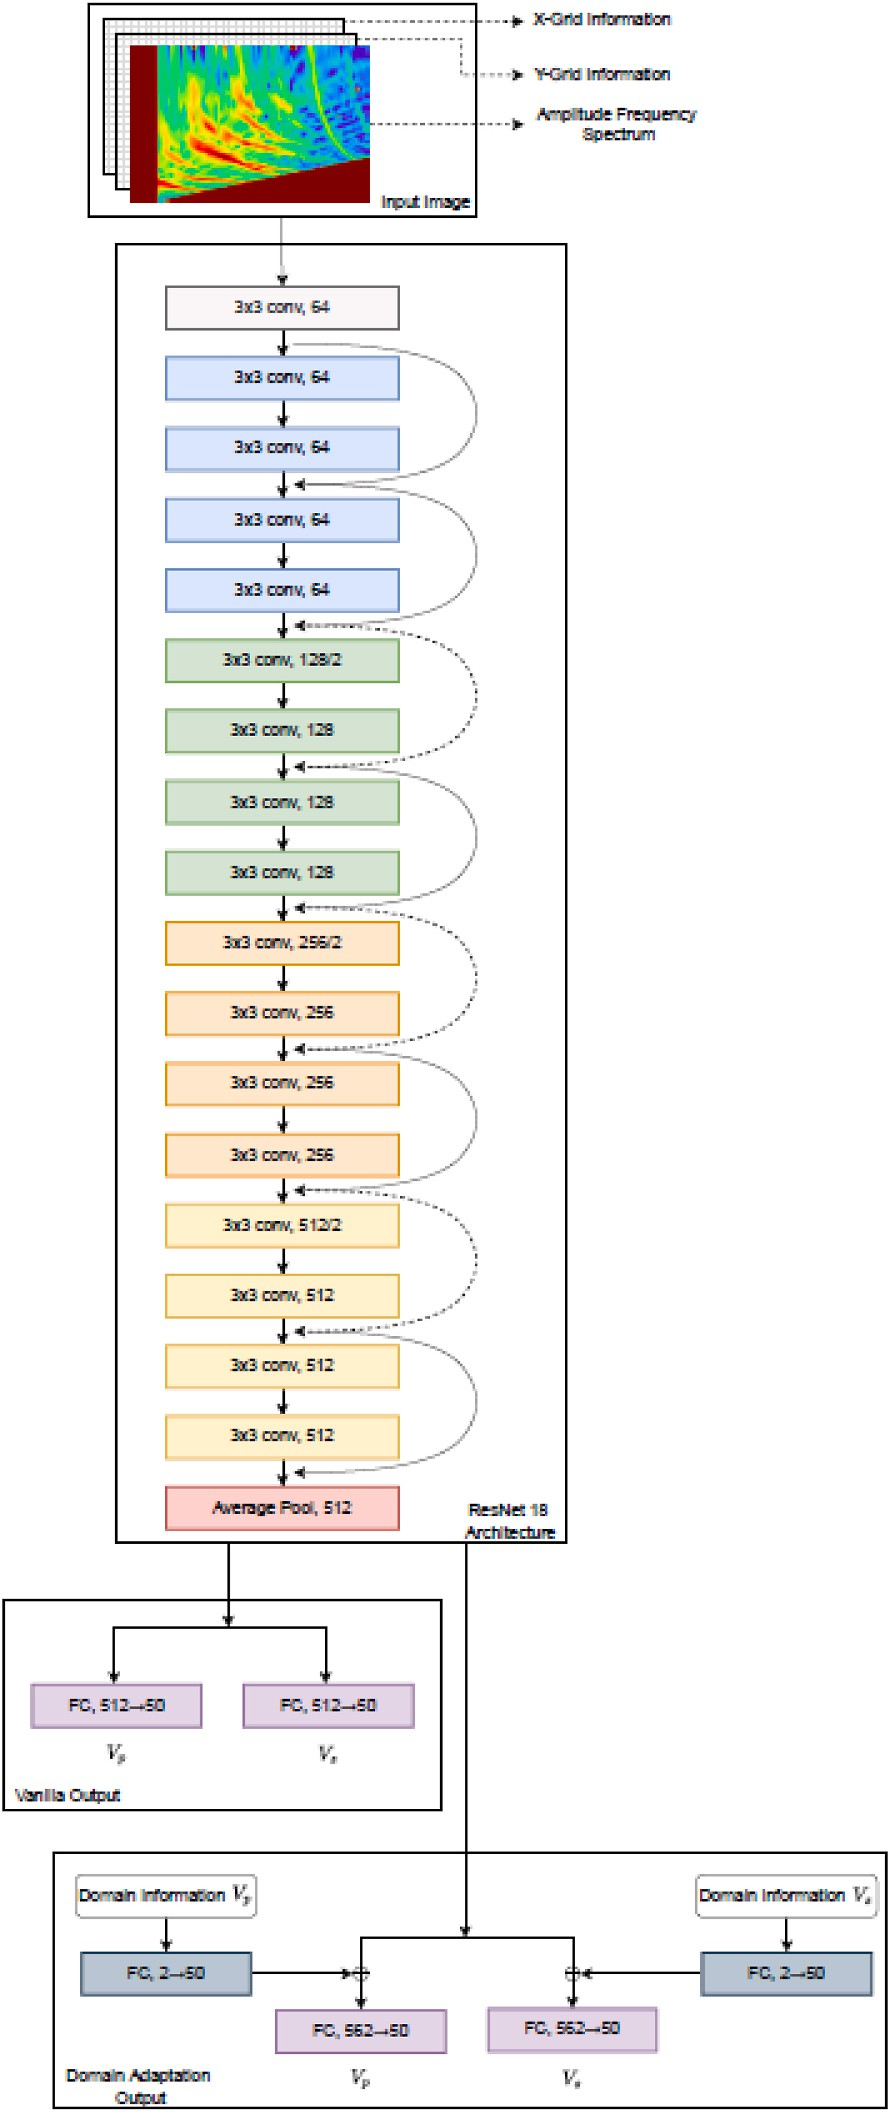 X-Grid Information
Y-Grid Information
Amplitude Frequency
Spectrum
Input Image
3x3 conv, 64
3x3 conv, 64
3x3 conv, 64
3x3 conv, 64
3x3 conv, 64
3x3 conv, 128/2
3x3 conv, 128
3x3 conv, 128
3x3 conv, 128
3x3 conv, 256/2
3x3 conv, 256
3x3 conv, 256
3x3 conv, 256
3x3 conv, 512/2
3x3 conv, 512
3x3 conv, 512
3x3 conv, 512
Average Pool, 512
ResNet 18
Architecture
FC, 512→50
FC, 512→50
Vₚ
Vₛ
Vanilla Output
Domain Information Vₚ
Domain Information Vₛ
FC, 2→50
FC, 2→50
FC, 562→50
FC, 562→50
Vₚ
Vₛ
Domain Adaptation
Output